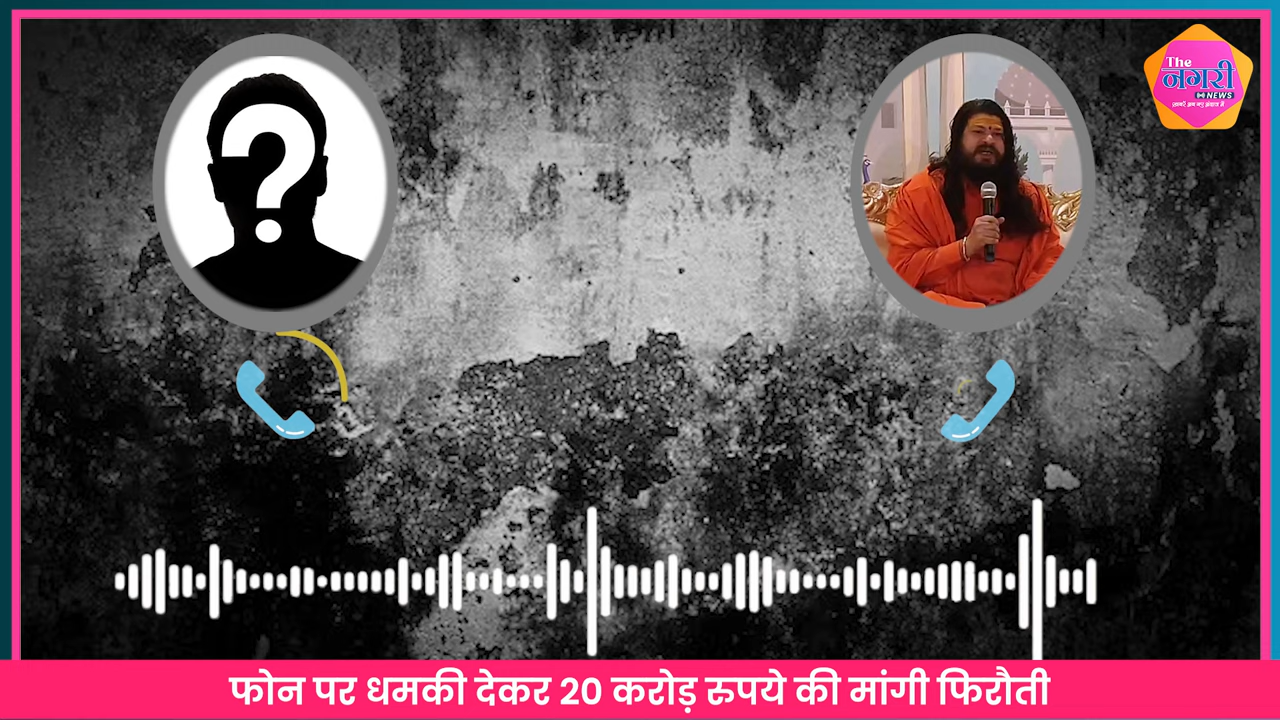 The
नगरी
NEWS
फोन पर धमकी देकर 20 करोड़ रुपये की मांगी फिरौती